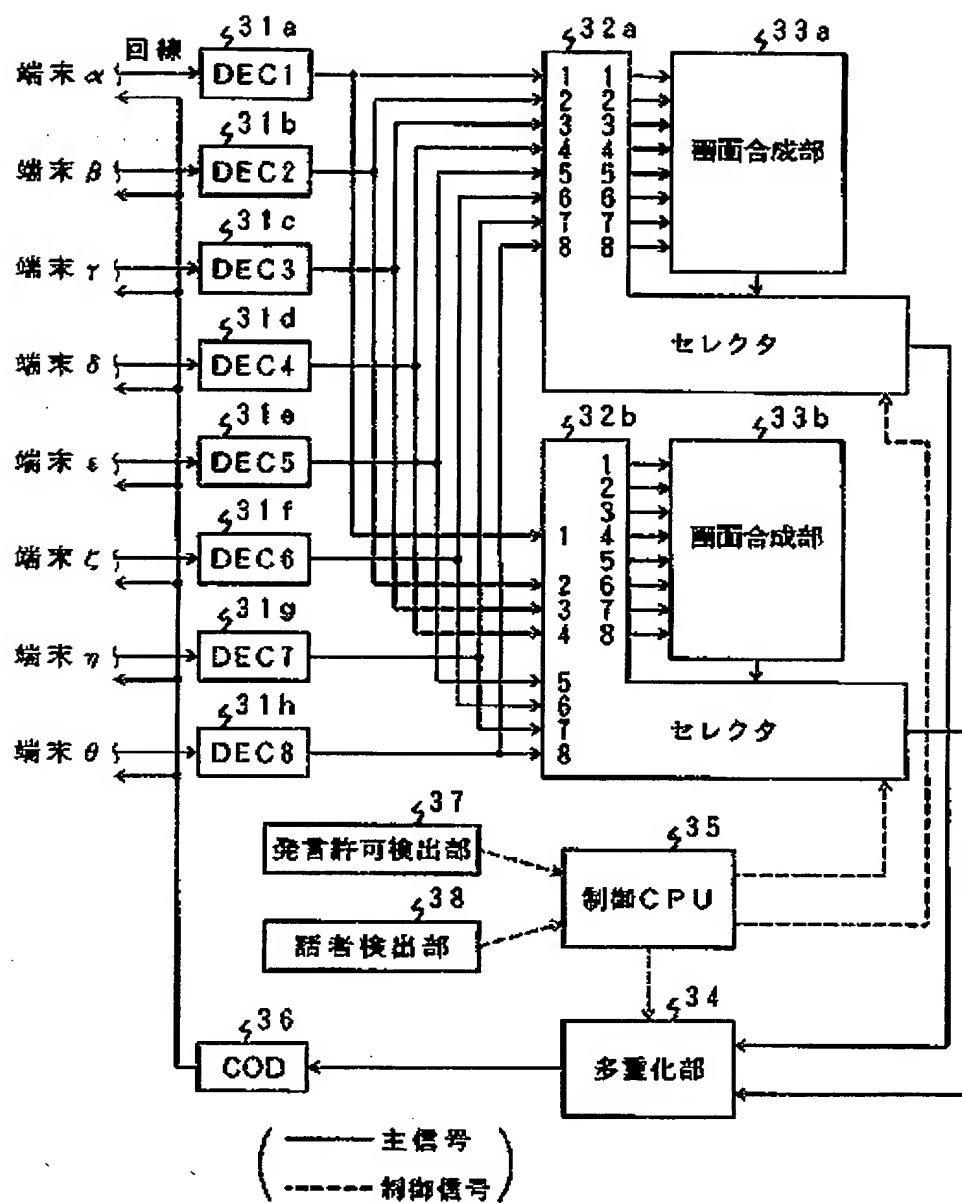 回線
31a
32a
33a
端末α
DEC1
1 1
2 2
3 3
4 4
5 5
6 6
7 7
8 8
画面合成部
31b
端末β
DEC2
31c
端末γ
DEC3
31d
端末δ
DEC4
セレクタ
31e
32b
33b
端末ε
DEC5
1
2
3
1 4
5
2 6
3 7
4 8
5
6
7
8
画面合成部
31f
端末ζ
DEC6
31g
端末η
DEC7
セレクタ
31h
端末θ
DEC8
37
発言許可検出部
35
制御CPU
38
話者検出部
36
COD
34
多重化部
主信号
制御信号